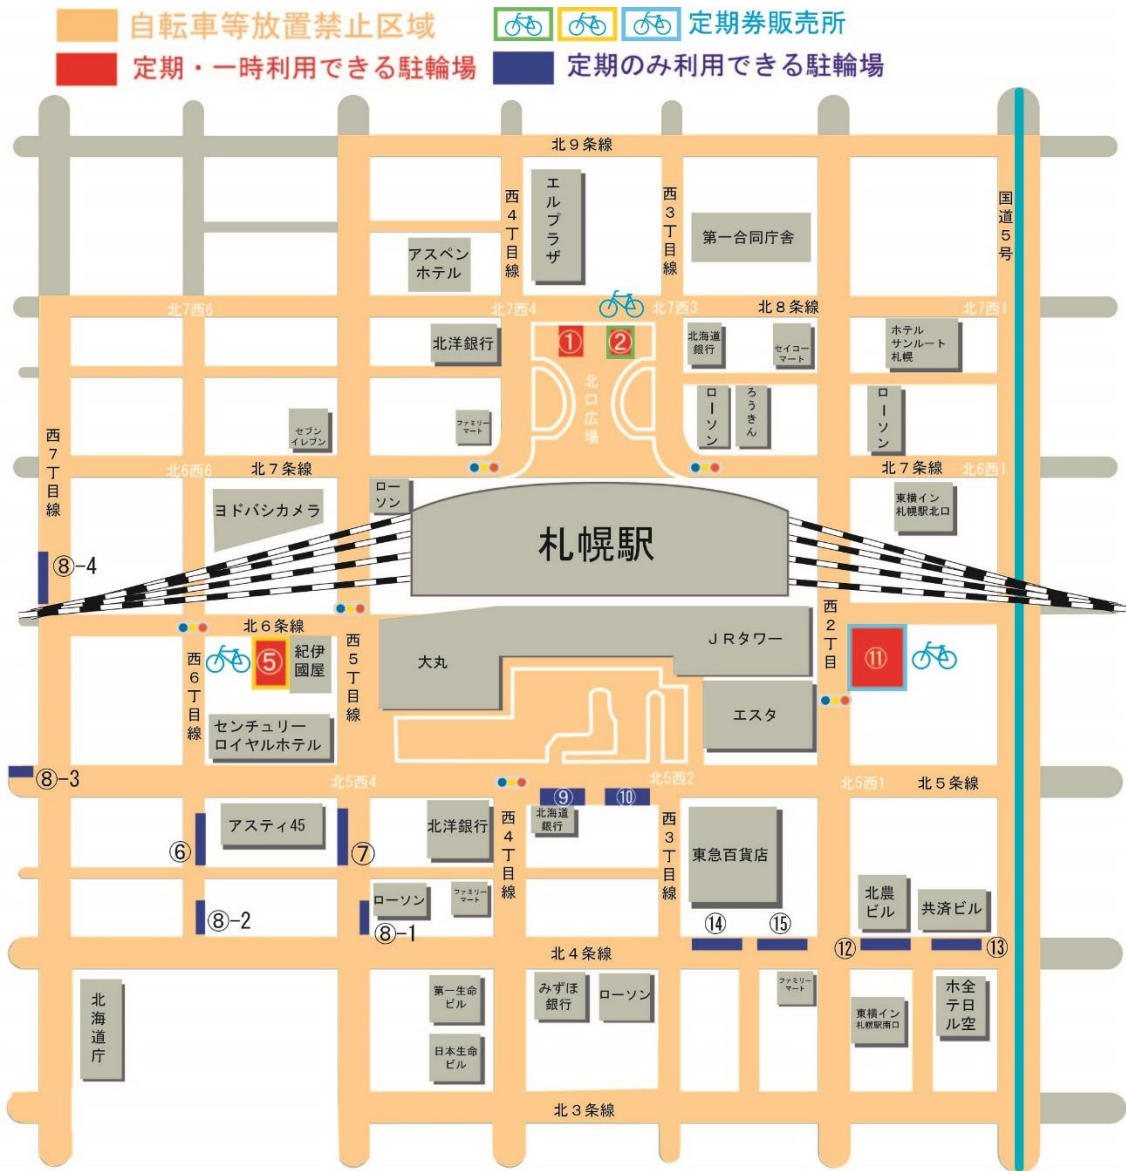 自転車等放置禁止区域
定期券販売所
定期・一時利用できる駐輪場
定期のみ利用できる駐輪場
北9条線
西4丁目線
エルプラザ
西3丁目線
第一合同庁舎
国道5号
アスペン
ホテル
北7西6
北7西4
北7西3
北8条線
北7西1
北洋銀行
①
②
北海道
銀行
セイコー
マート
ホテル
サンルート
札幌
北口広場
セブン
イレブン
ファミリー
マート
ローソン
ろうきん
ローソン
西7丁目線
北6西6
北7条線
北7条線
北6西1
ヨドバシカメラ
ロー
ソン
札幌駅
東横イン
札幌駅北口
⑧-4
北6条線
西6丁目線
⑤
紀伊
國屋
西5丁目線
大丸
JRタワー
西2丁目
⑪
エスタ
センチュリー
ロイヤルホテル
⑧-3
北5西4
北5西2
北5西1
北5条線
⑥
アスティ45
⑦
北洋銀行
西4丁目線
⑨
⑩
北海道
銀行
西3丁目線
東急百貨店
⑧-2
ローソン
ファミリー
マート
⑧-1
北農
ビル
共済ビル
⑭
⑮
⑫
⑬
北4条線
北海道庁
第一生命
ビル
みずほ
銀行
ローソン
ファミリー
マート
東横イン
札幌駅南口
ホテル
全日空
日本生命
ビル
北3条線